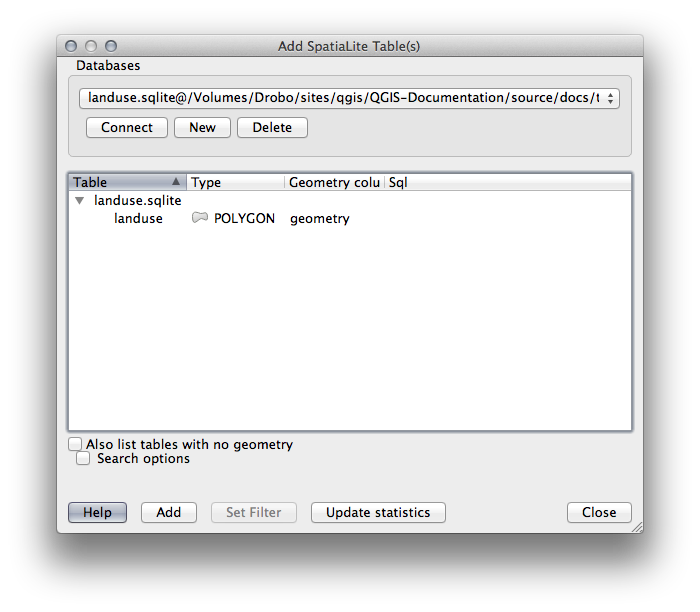 Add SpatiaLite Table(s)
Databases
landuse.sqlite@/Volumes/Drobo/sites/qgis/QGIS-Documentation/source/docs/t
Connect New Delete
Table Type Geometry colu Sql
landuse.sqlite
landuse POLYGON geometry
Also list tables with no geometry
Search options
Help Add Set Filter Update statistics Close